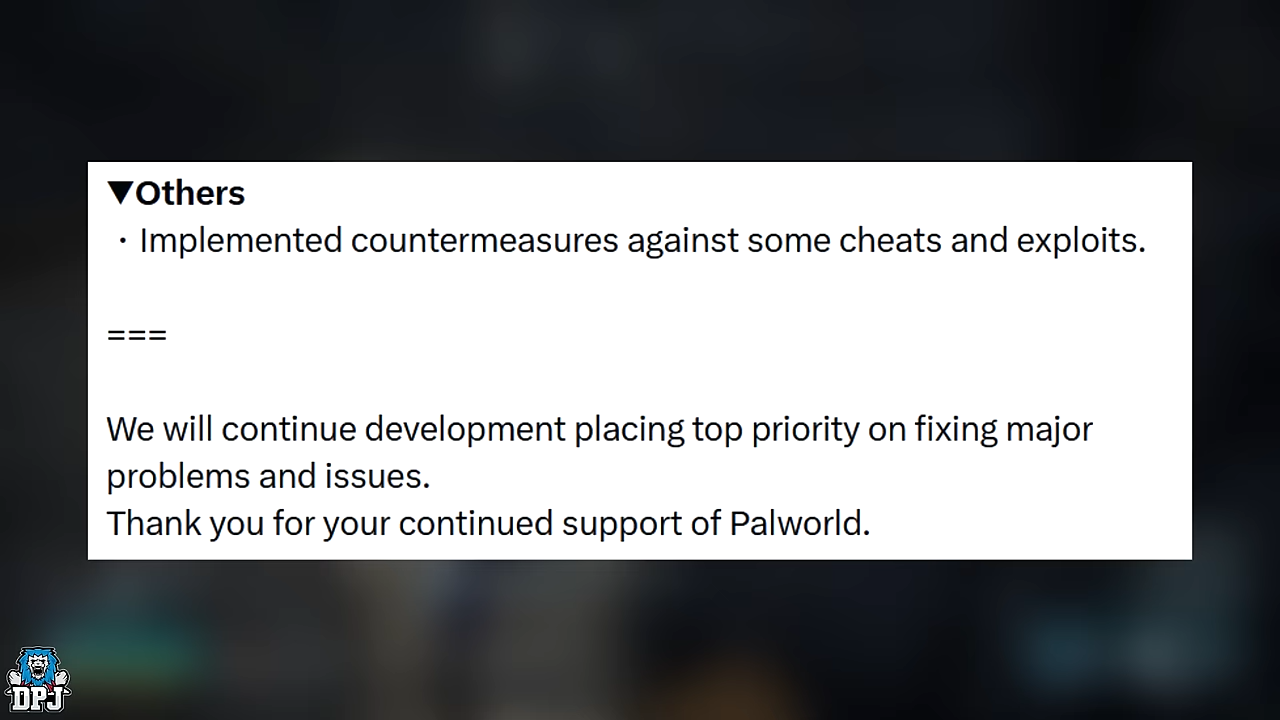 ▼Others
・Implemented countermeasures against some cheats and exploits.
===
We will continue development placing top priority on fixing major
problems and issues.
Thank you for your continued support of Palworld.
DPJ